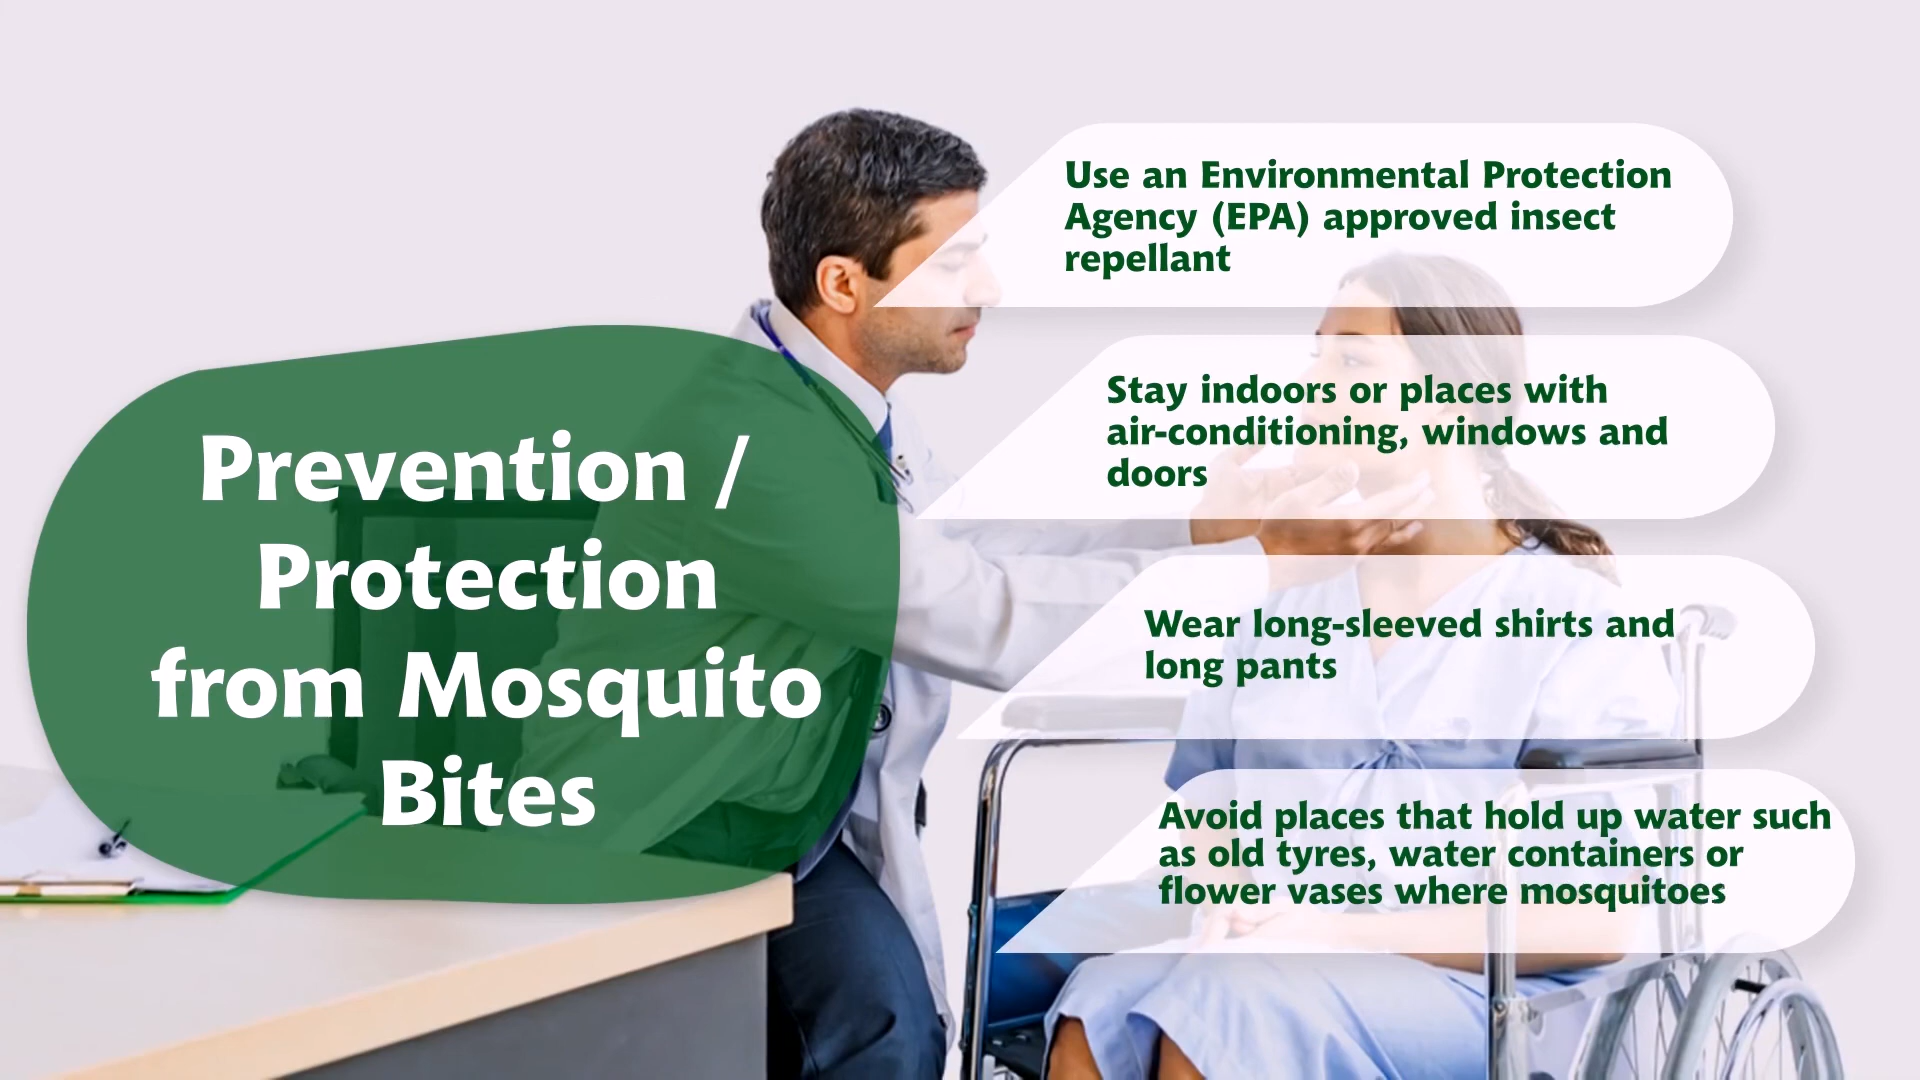 Prevention /
Protection
from Mosquito
Bites
Use an Environmental Protection
Agency (EPA) approved insect
repellant
Stay indoors or places with
air-conditioning, windows and
doors
Wear long-sleeved shirts and
long pants
Avoid places that hold up water such
as old tyres, water containers or
flower vases where mosquitoes